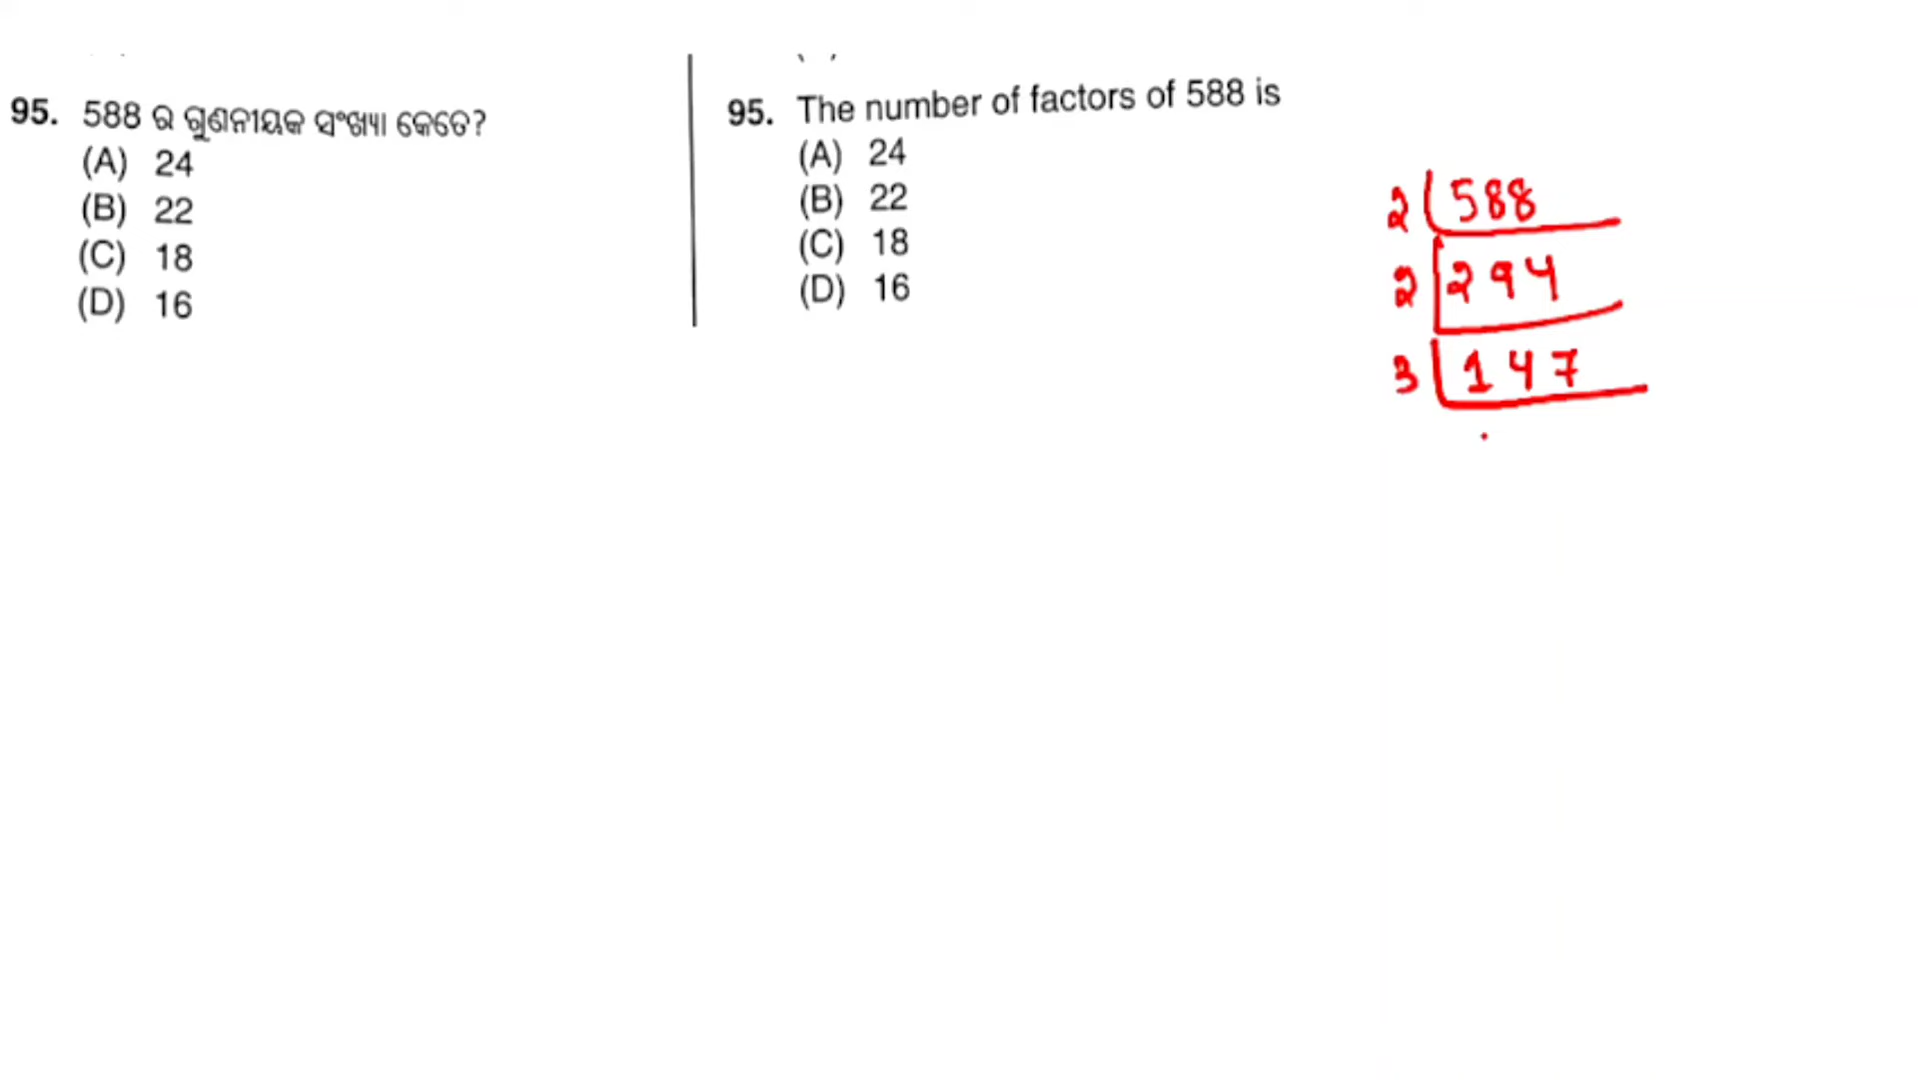 95. 588 ର ଗୁଣନୀୟକ ସଂଖ୍ୟା କେତେ?
(A) 24
(B) 22
(C) 18
(D) 16
95. The number of factors of 588 is
(A) 24
(B) 22
(C) 18
(D) 16
2 588
2 294
3 147